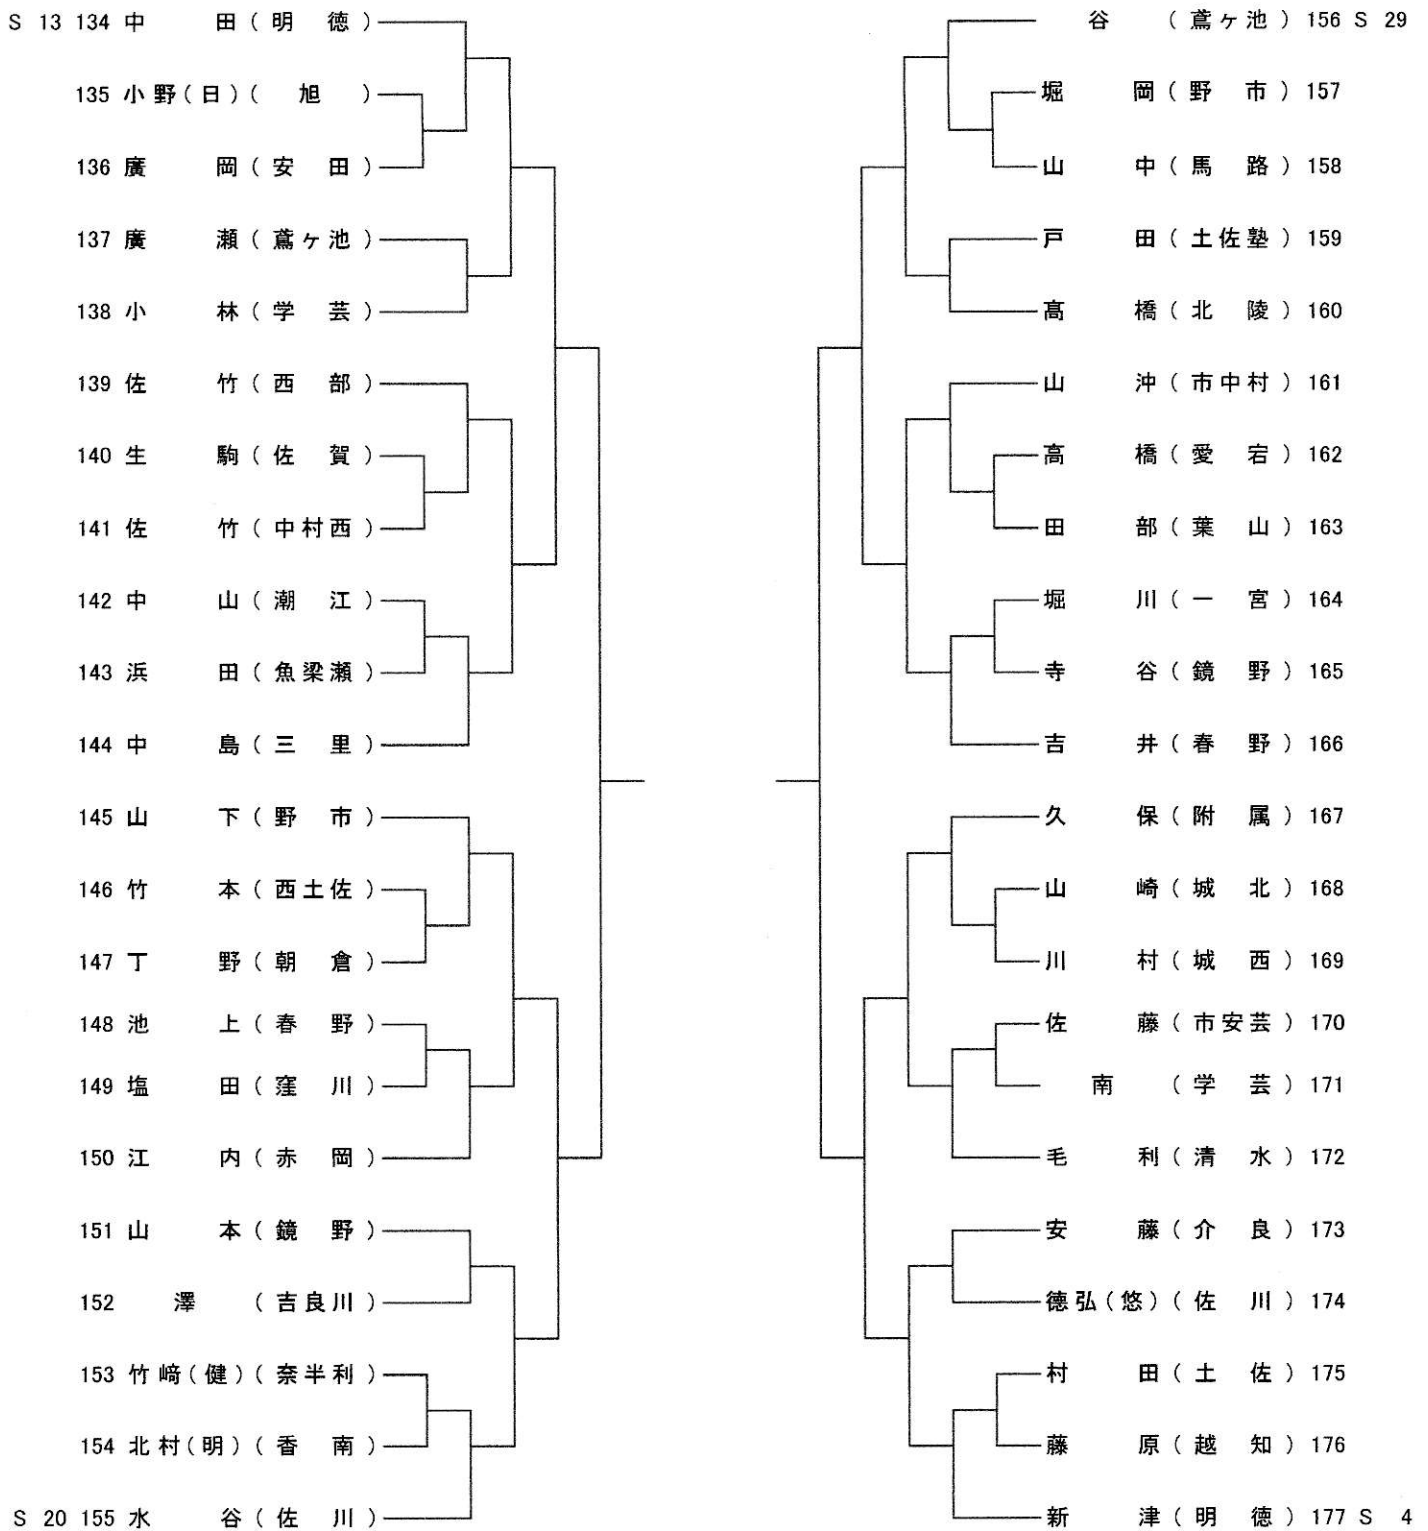 S 13 134 中 田 ( 明 徳 )
135 小 野 ( 日 ) ( 旭 )
136 廣 岡 ( 安 田 )
137 廣 瀬 ( 鳶 ヶ 池 )
138 小 林 ( 学 芸 )
139 佐 竹 ( 西 部 )
140 生 駒 ( 佐 賀 )
141 佐 竹 ( 中 村 西 )
142 中 山 ( 潮 江 )
143 浜 田 ( 魚 梁 瀬 )
144 中 島 ( 三 里 )
145 山 下 ( 野 市 )
146 竹 本 ( 西 土 佐 )
147 丁 野 ( 朝 倉 )
148 池 上 ( 春 野 )
149 塩 田 ( 窪 川 )
150 江 内 ( 赤 岡 )
151 山 本 ( 鏡 野 )
152 澤 ( 吉 良 川 )
153 竹 﨑 ( 健 ) ( 奈 半 利 )
154 北 村 ( 明 ) ( 香 南 )
S 20 155 水 谷 ( 佐 川 )
谷 ( 鳶 ヶ 池 ) 156 S 29
堀 岡 ( 野 市 ) 157
山 中 ( 馬 路 ) 158
戸 田 ( 土 佐 塾 ) 159
髙 橋 ( 北 陵 ) 160
山 沖 ( 市 中 村 ) 161
高 橋 ( 愛 宕 ) 162
田 部 ( 葉 山 ) 163
堀 川 ( 一 宮 ) 164
寺 谷 ( 鏡 野 ) 165
吉 井 ( 春 野 ) 166
久 保 ( 附 属 ) 167
山 崎 ( 城 北 ) 168
川 村 ( 城 西 ) 169
佐 藤 ( 市 安 芸 ) 170
南 ( 学 芸 ) 171
毛 利 ( 清 水 ) 172
安 藤 ( 介 良 ) 173
徳 弘 ( 悠 ) ( 佐 川 ) 174
村 田 ( 土 佐 ) 175
藤 原 ( 越 知 ) 176
新 津 ( 明 徳 ) 177 S 4